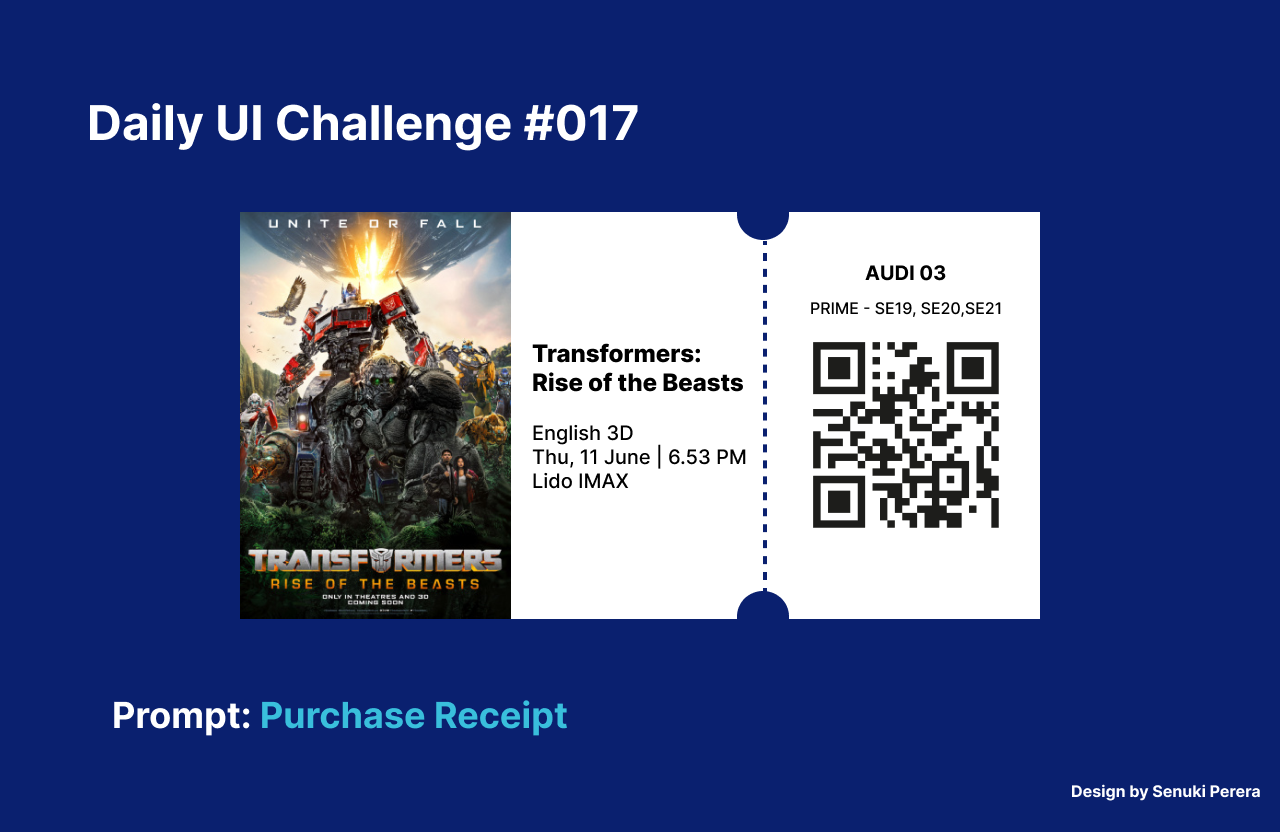 Daily UI Challenge #017
UNITE OR FALL
TRANSFORMERS
RISE OF THE BEASTS
ONLY IN THEATRES AND 3D
COMING SOON
Transformers:
Rise of the Beasts
English 3D
Thu, 11 June | 6.53 PM
Lido IMAX
AUDI 03
PRIME - SE19, SE20,SE21
Prompt: Purchase Receipt
Design by Senuki Perera